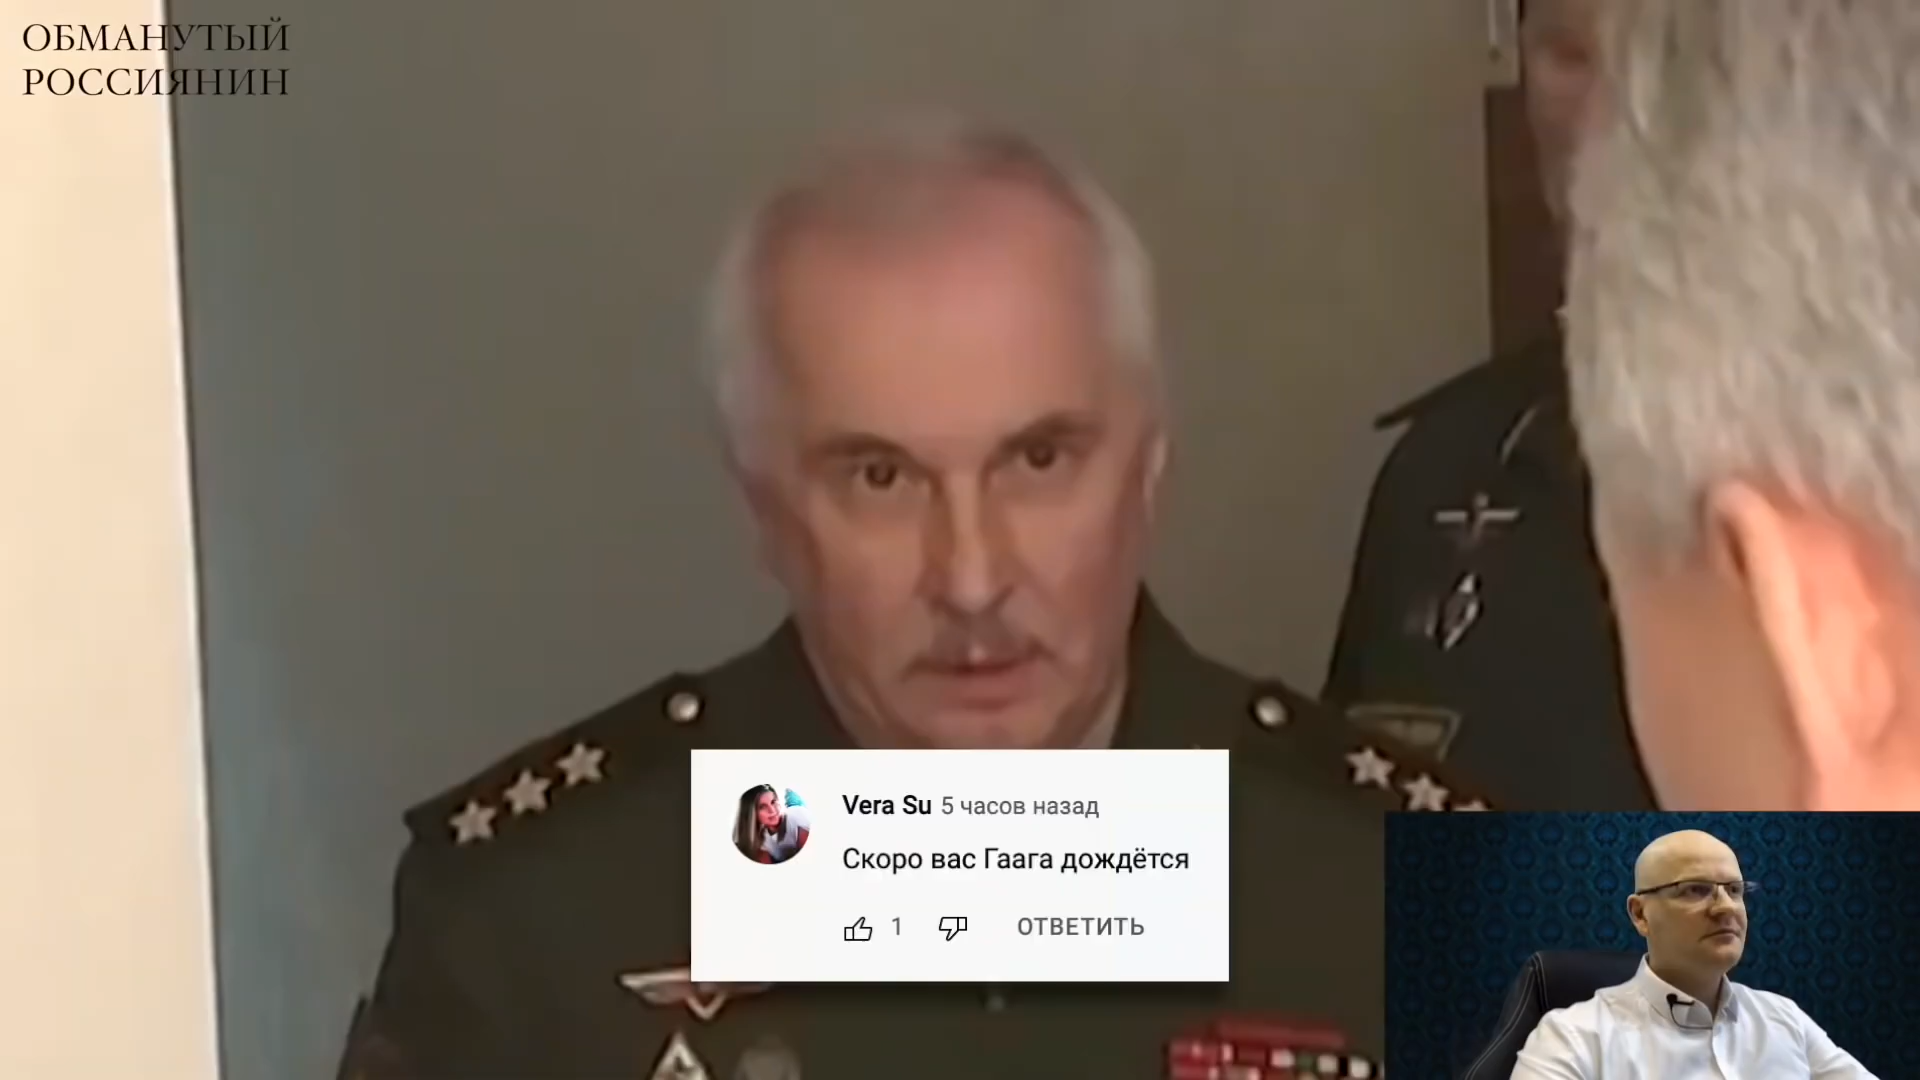 ОБМАНУТЫЙ
РОССИЯНИН
Vera Su 5 часов назад
Скоро вас Гаага дождётся
1 ОТВЕТИТЬ